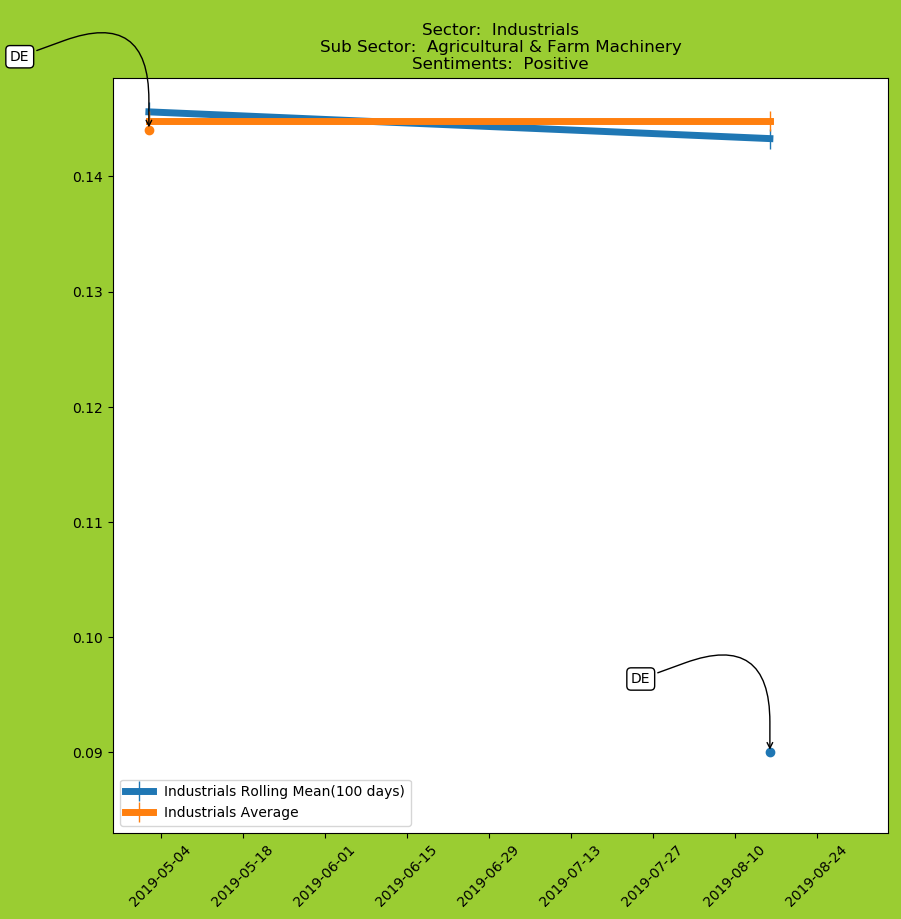 Sector:  Industrials
Sub Sector:  Agricultural & Farm Machinery
Sentiments:  Positive
DE
0.14
0.13
0.12
0.11
0.10
0.09
DE
Industrials Rolling Mean(100 days)
Industrials Average
2019-05-04
2019-05-18
2019-06-01
2019-06-15
2019-06-29
2019-07-13
2019-07-27
2019-08-10
2019-08-24